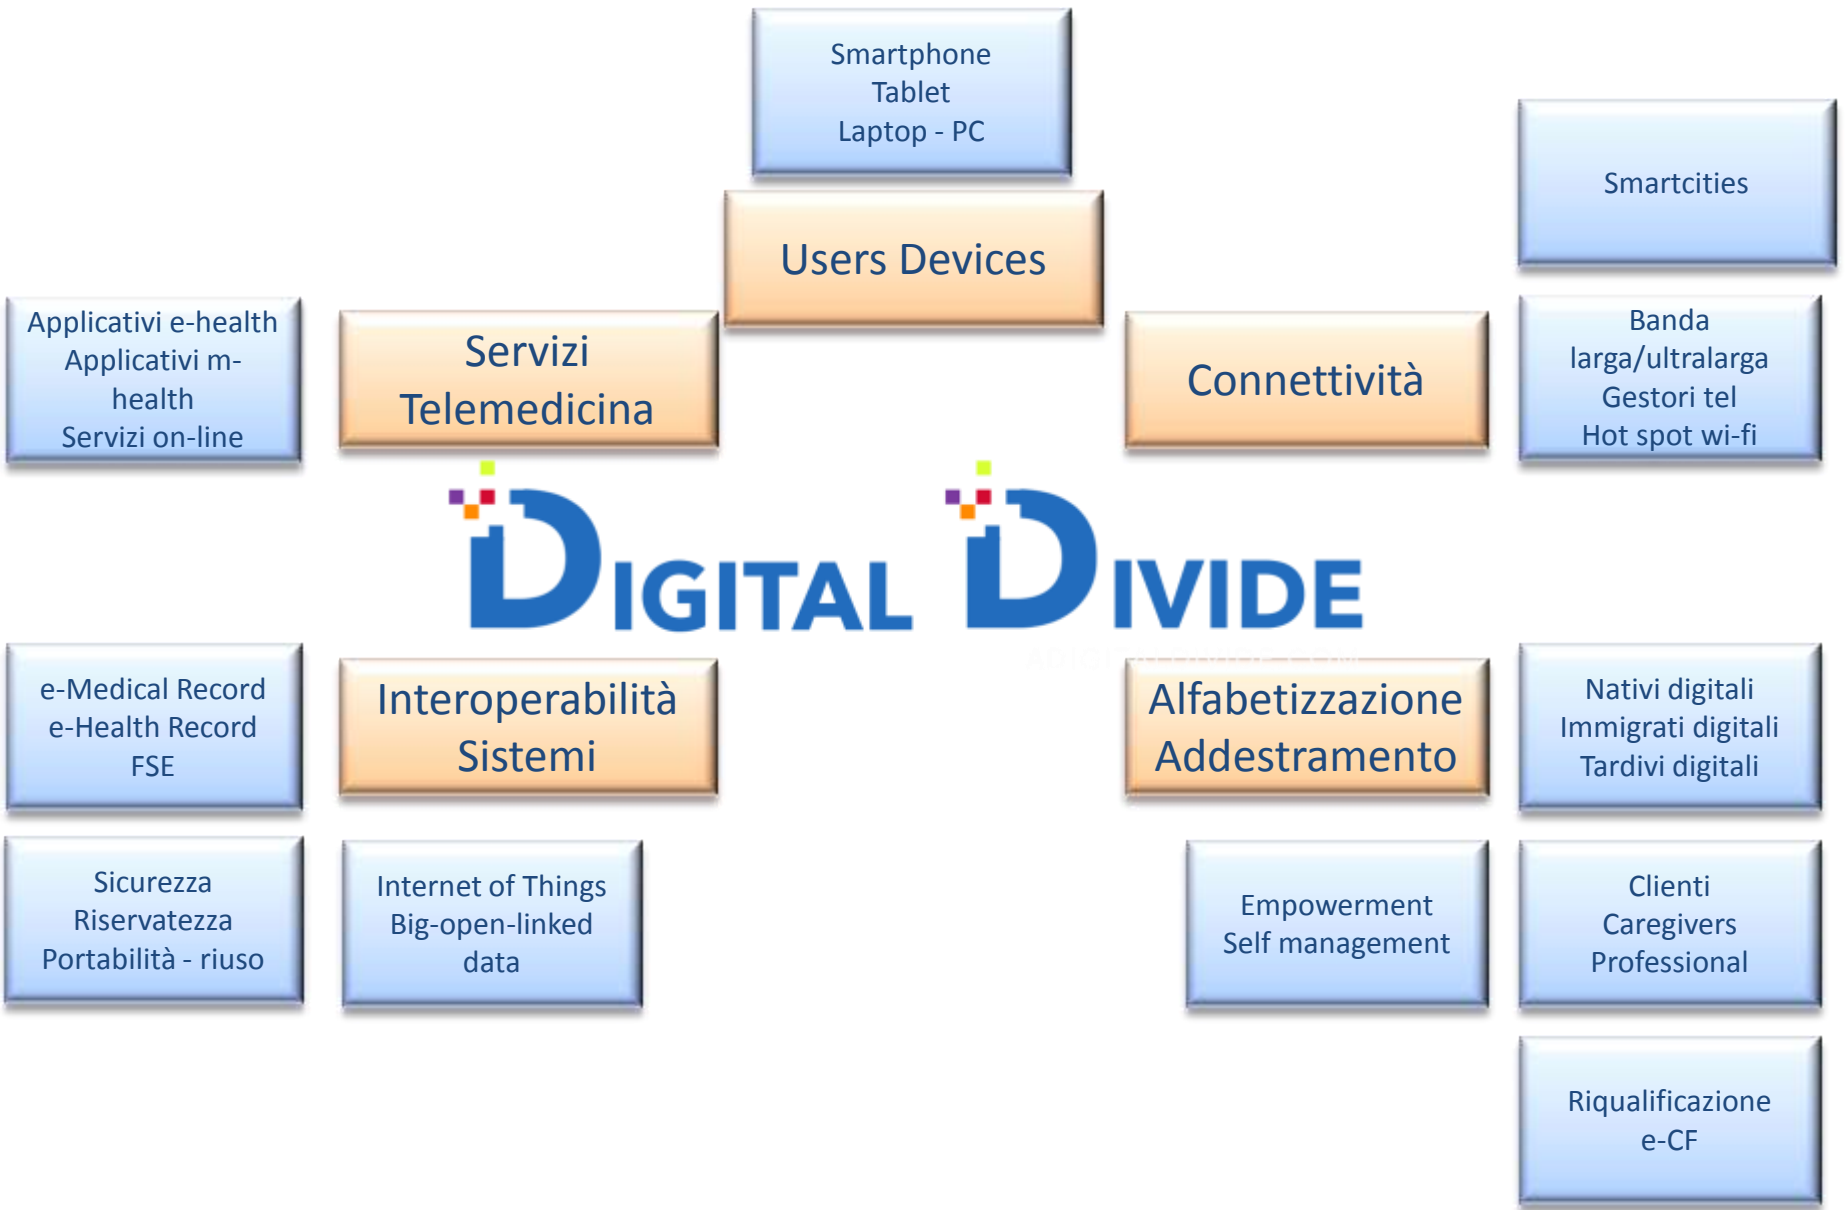 Smartphone
Tablet
Laptop - PC
Smartcities
Users Devices
Applicativi e-health
Applicativi m-
health
Servizi on-line
Servizi
Telemedicina
Connettività
Banda
larga/ultralarga
Gestori tel
Hot spot wi-fi
DIGITAL DIVIDE
e-Medical Record
e-Health Record
FSE
Interoperabilità
Sistemi
Alfabetizzazione
Addestramento
Nativi digitali
Immigrati digitali
Tardivi digitali
Sicurezza
Riservatezza
Portabilità - riuso
Internet of Things
Big-open-linked
data
Empowerment
Self management
Clienti
Caregivers
Professional
Riqualificazione
e-CF